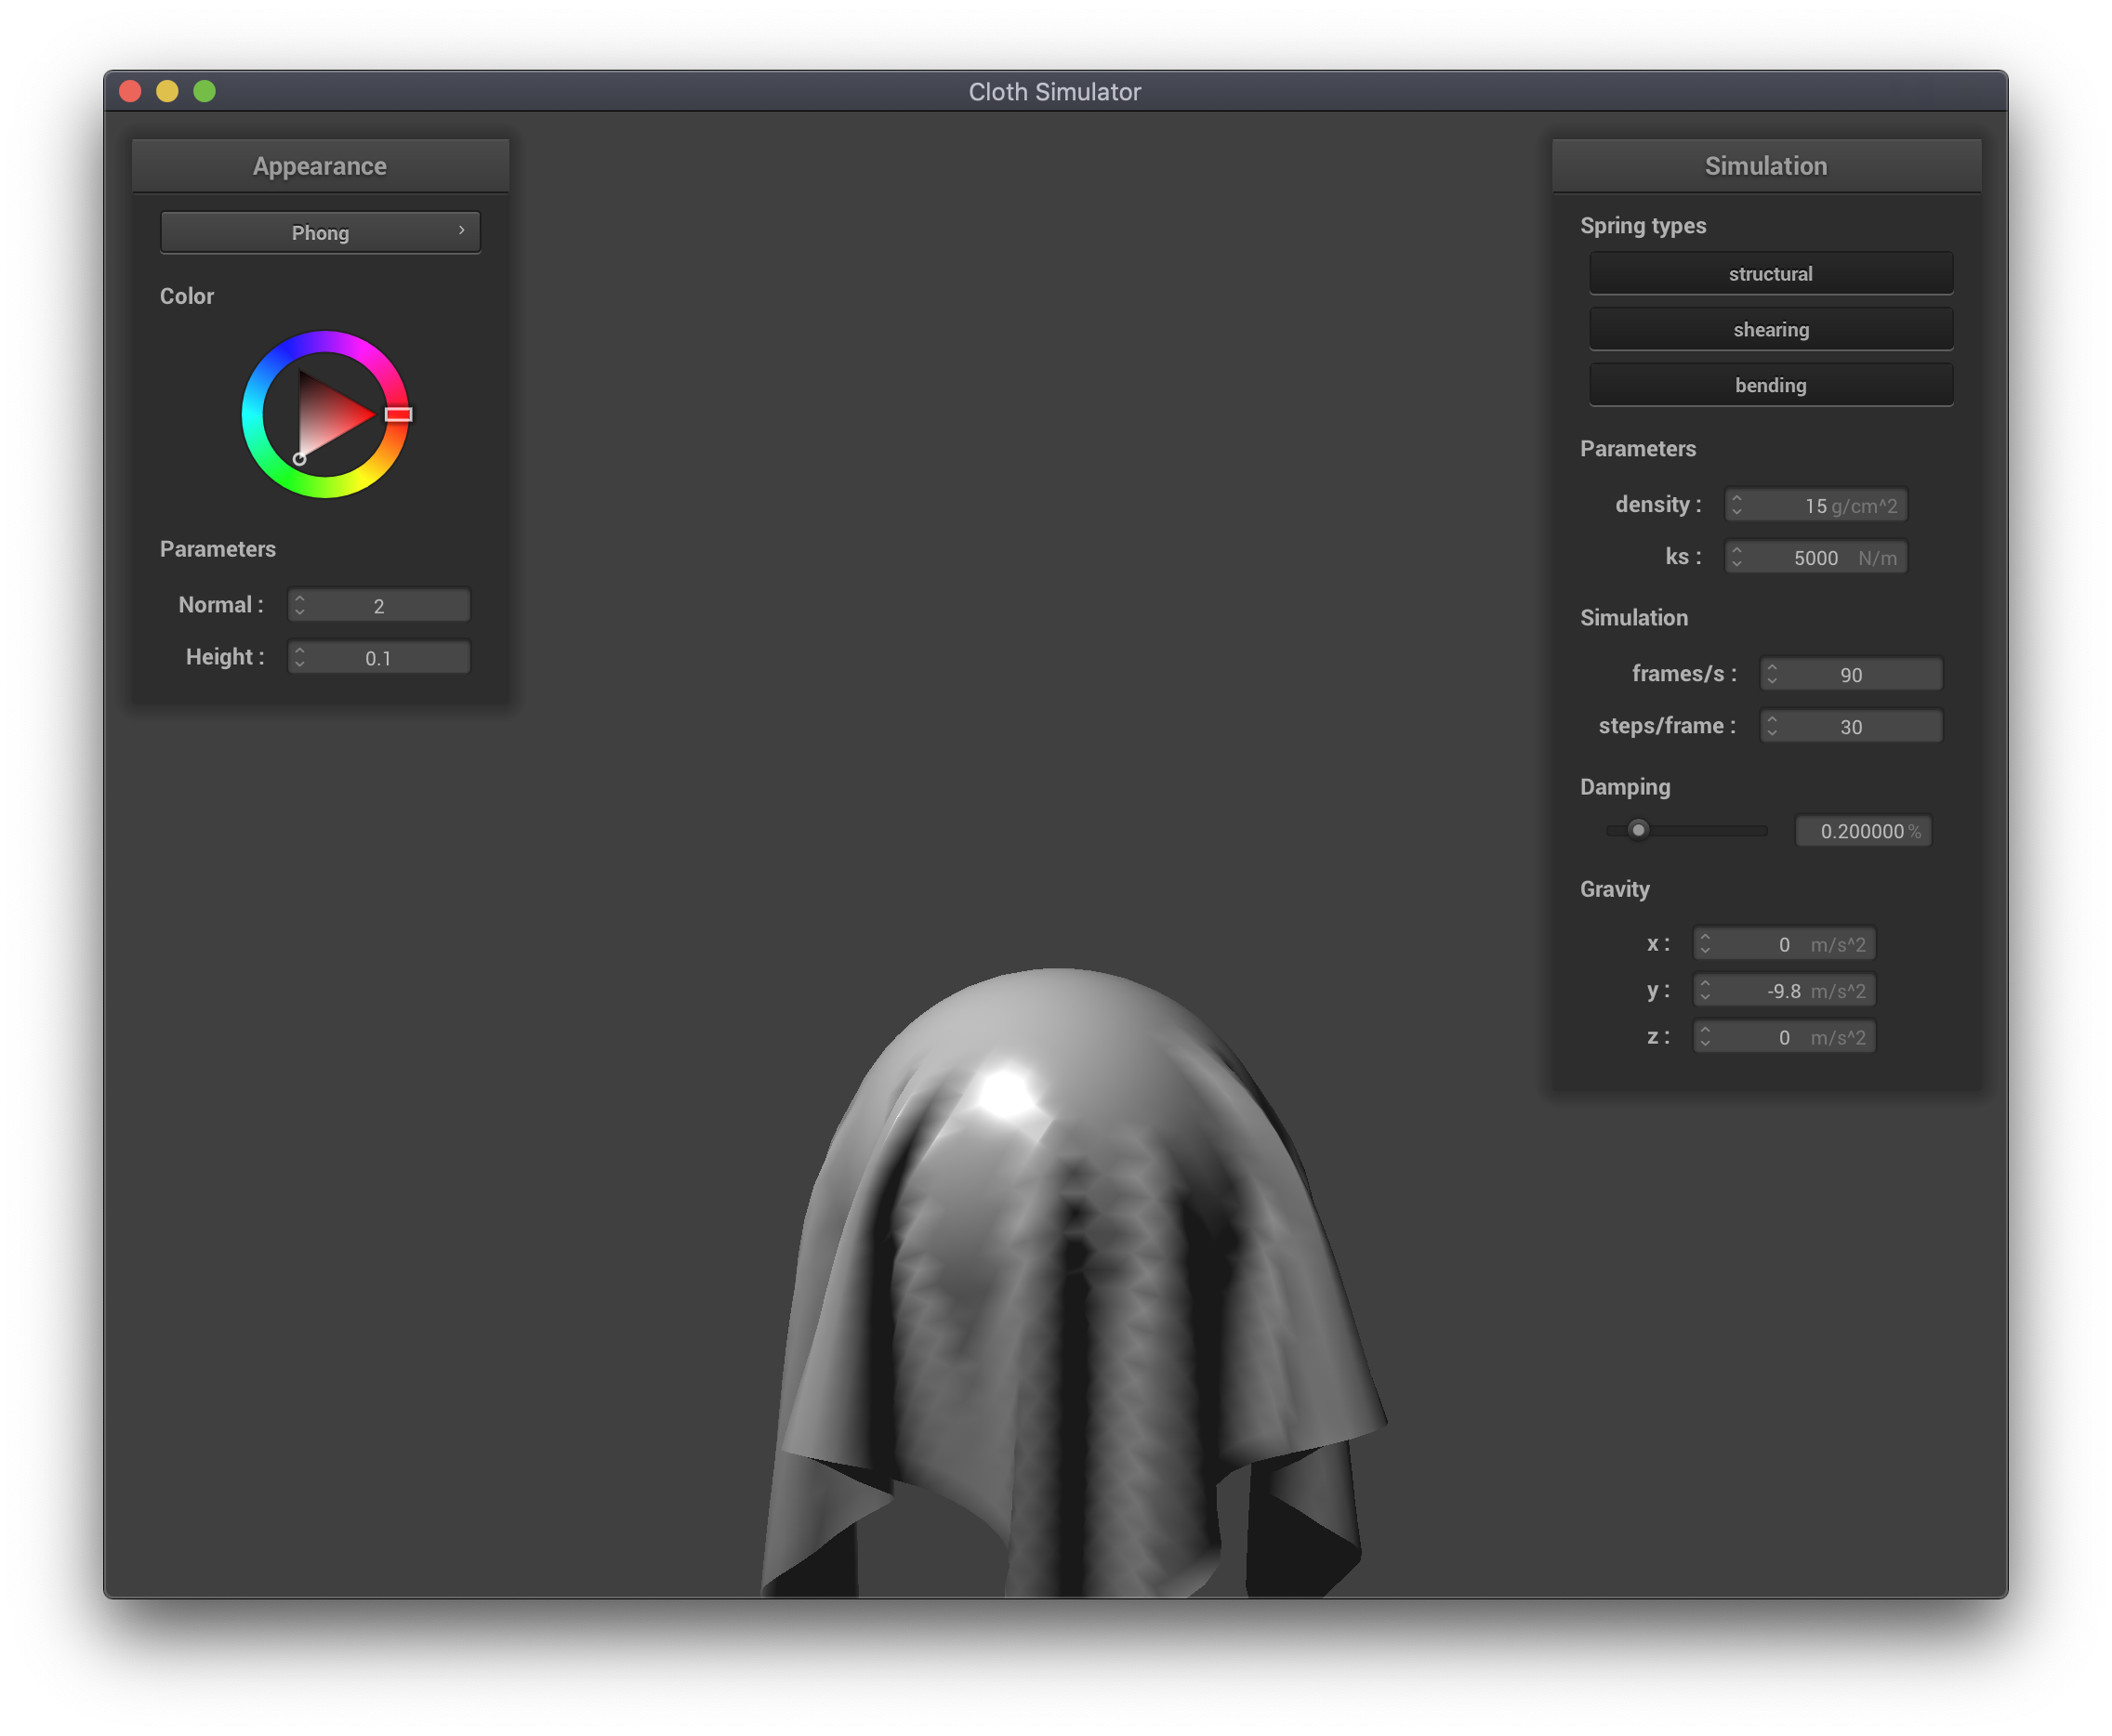 Cloth Simulator
Appearance
Phong
Color
Parameters
Normal : 2
Height : 0.1
Simulation
Spring types
structural
shearing
bending
Parameters
density : 15 g/cm^2
ks : 5000 N/m
Simulation
frames/s : 90
steps/frame : 30
Damping
0.200000 %
Gravity
x : 0 m/s^2
y : -9.8 m/s^2
z : 0 m/s^2